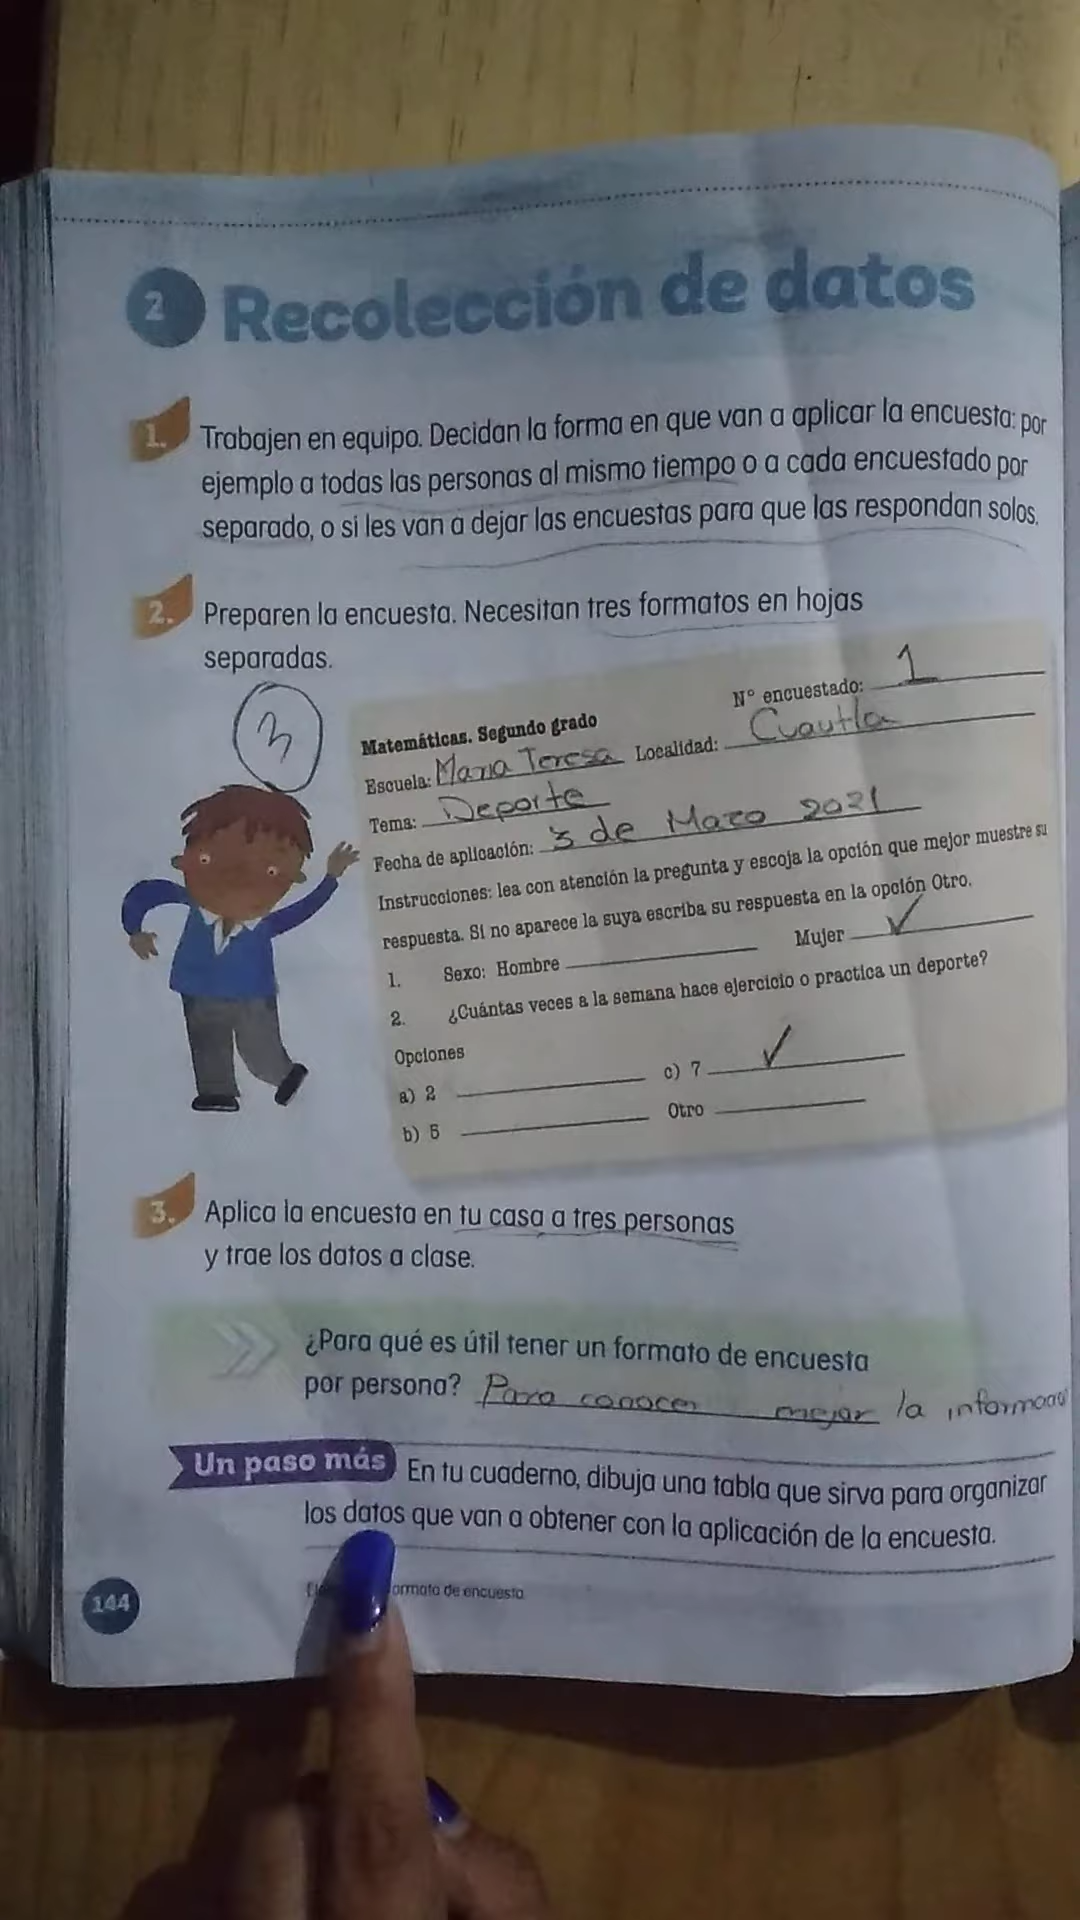 2 Recolección de datos
1. Trabajen en equipo. Decidan la forma en que van a aplicar la encuesta: por
ejemplo a todas las personas al mismo tiempo o a cada encuestado por
separado, o si les van a dejar las encuestas para que las respondan solos.
2. Preparen la encuesta. Necesitan tres formatos en hojas
separadas.
3
Matemáticas. Segundo grado N° encuestado: 1
Escuela: Maria Teresa Localidad: Cuautla
Tema: Deporte
Fecha de aplicación: 3 de Mazo 2021
Instrucciones: lea con atención la pregunta y escoja la opción que mejor muestre su
respuesta. Si no aparece la suya escriba su respuesta en la opción Otro.
1. Sexo: Hombre Mujer ✓
2. ¿Cuántas veces a la semana hace ejercicio o practica un deporte?
Opciones
a) 2 c) 7 ✓
b) 5 Otro
3. Aplica la encuesta en tu casa a tres personas
y trae los datos a clase.
¿Para qué es útil tener un formato de encuesta
por persona? Para conocer mejor la
Un paso más En tu cuaderno, dibuja una tabla que sirva para organizar
los datos que van a obtener con la aplicación de la encuesta.
de encuesta
144